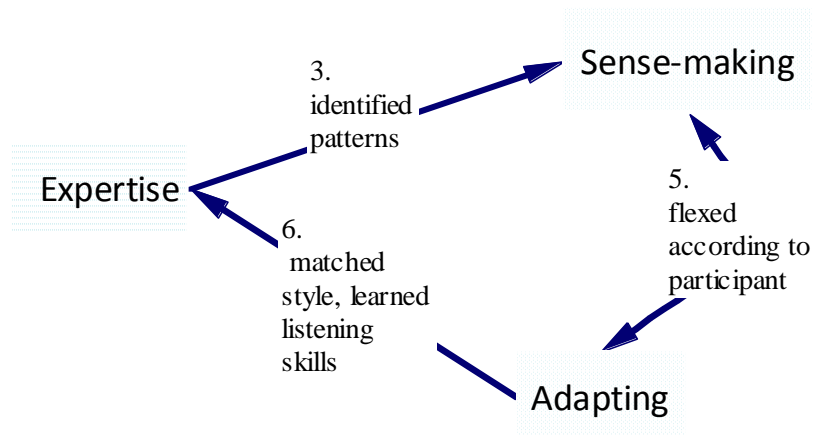 Sense-making
3.
identified
patterns
Expertise
5.
flexed
according to
participant
6.
matched
style, learned
listening
skills
Adapting